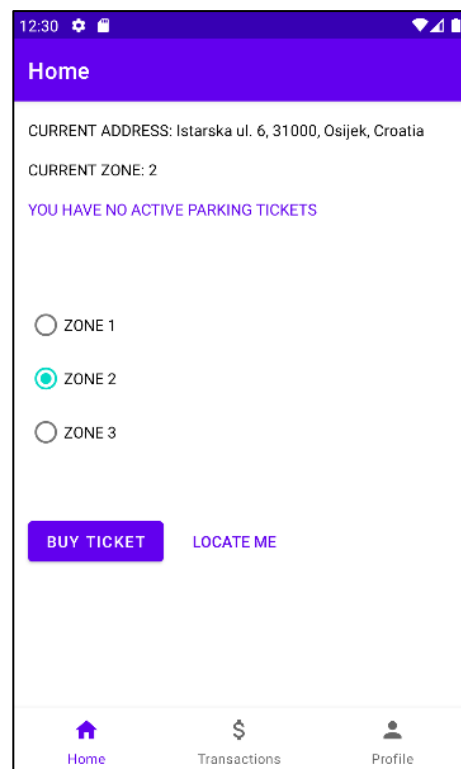 12:30
Home
CURRENT ADDRESS: Istarska ul. 6, 31000, Osijek, Croatia
CURRENT ZONE: 2
YOU HAVE NO ACTIVE PARKING TICKETS
ZONE 1
ZONE 2
ZONE 3
BUY TICKET LOCATE ME
Home Transactions Profile